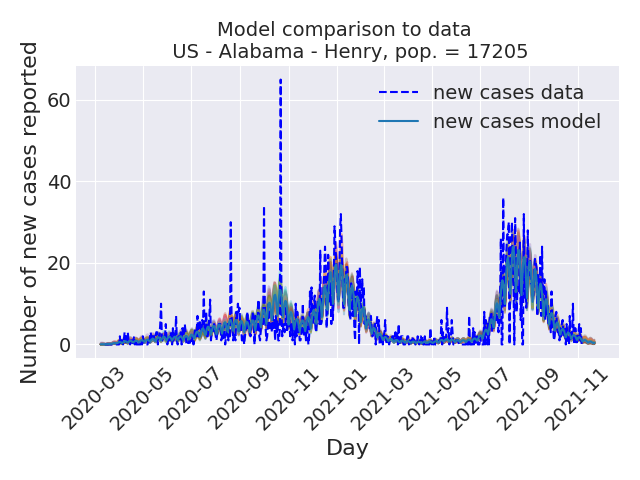 Model comparison to data
US - Alabama - Henry, pop. = 17205
Number of new cases reported
60
40
20
0
new cases data
new cases model
2020-03
2020-05
2020-07
2020-09
2020-11
2021-01
2021-03
2021-05
2021-07
2021-09
2021-11
Day